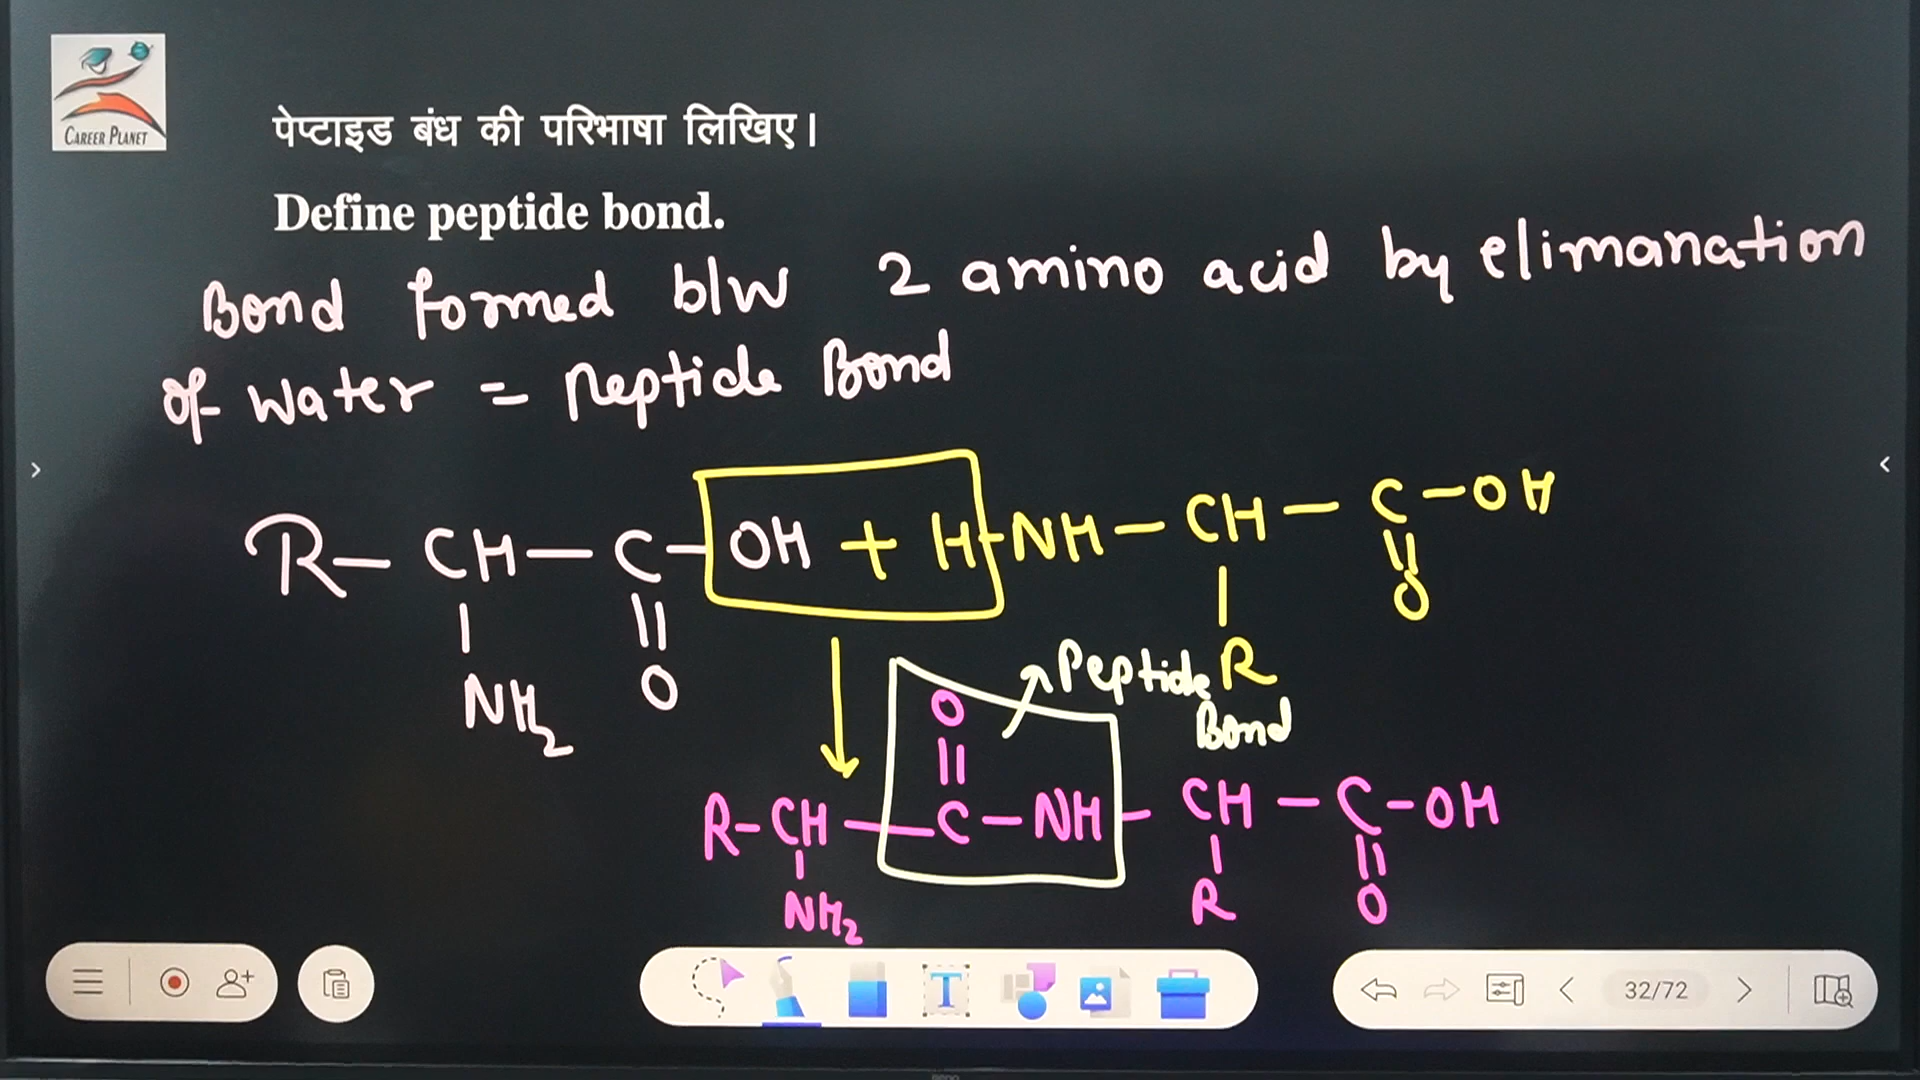 CAREER PLANET
पेप्टाइड बंध की परिभाषा लिखिए।
Define peptide bond.
Bond formed b/w 2 amino acid by elimanation
of water = Peptide Bond
R - CH - C - OH + H - NH - CH - C - OH
NH2 O R O
Peptide
Bond
O
R - CH - C - NH - CH - C - OH
NH2 R O
T
32/72